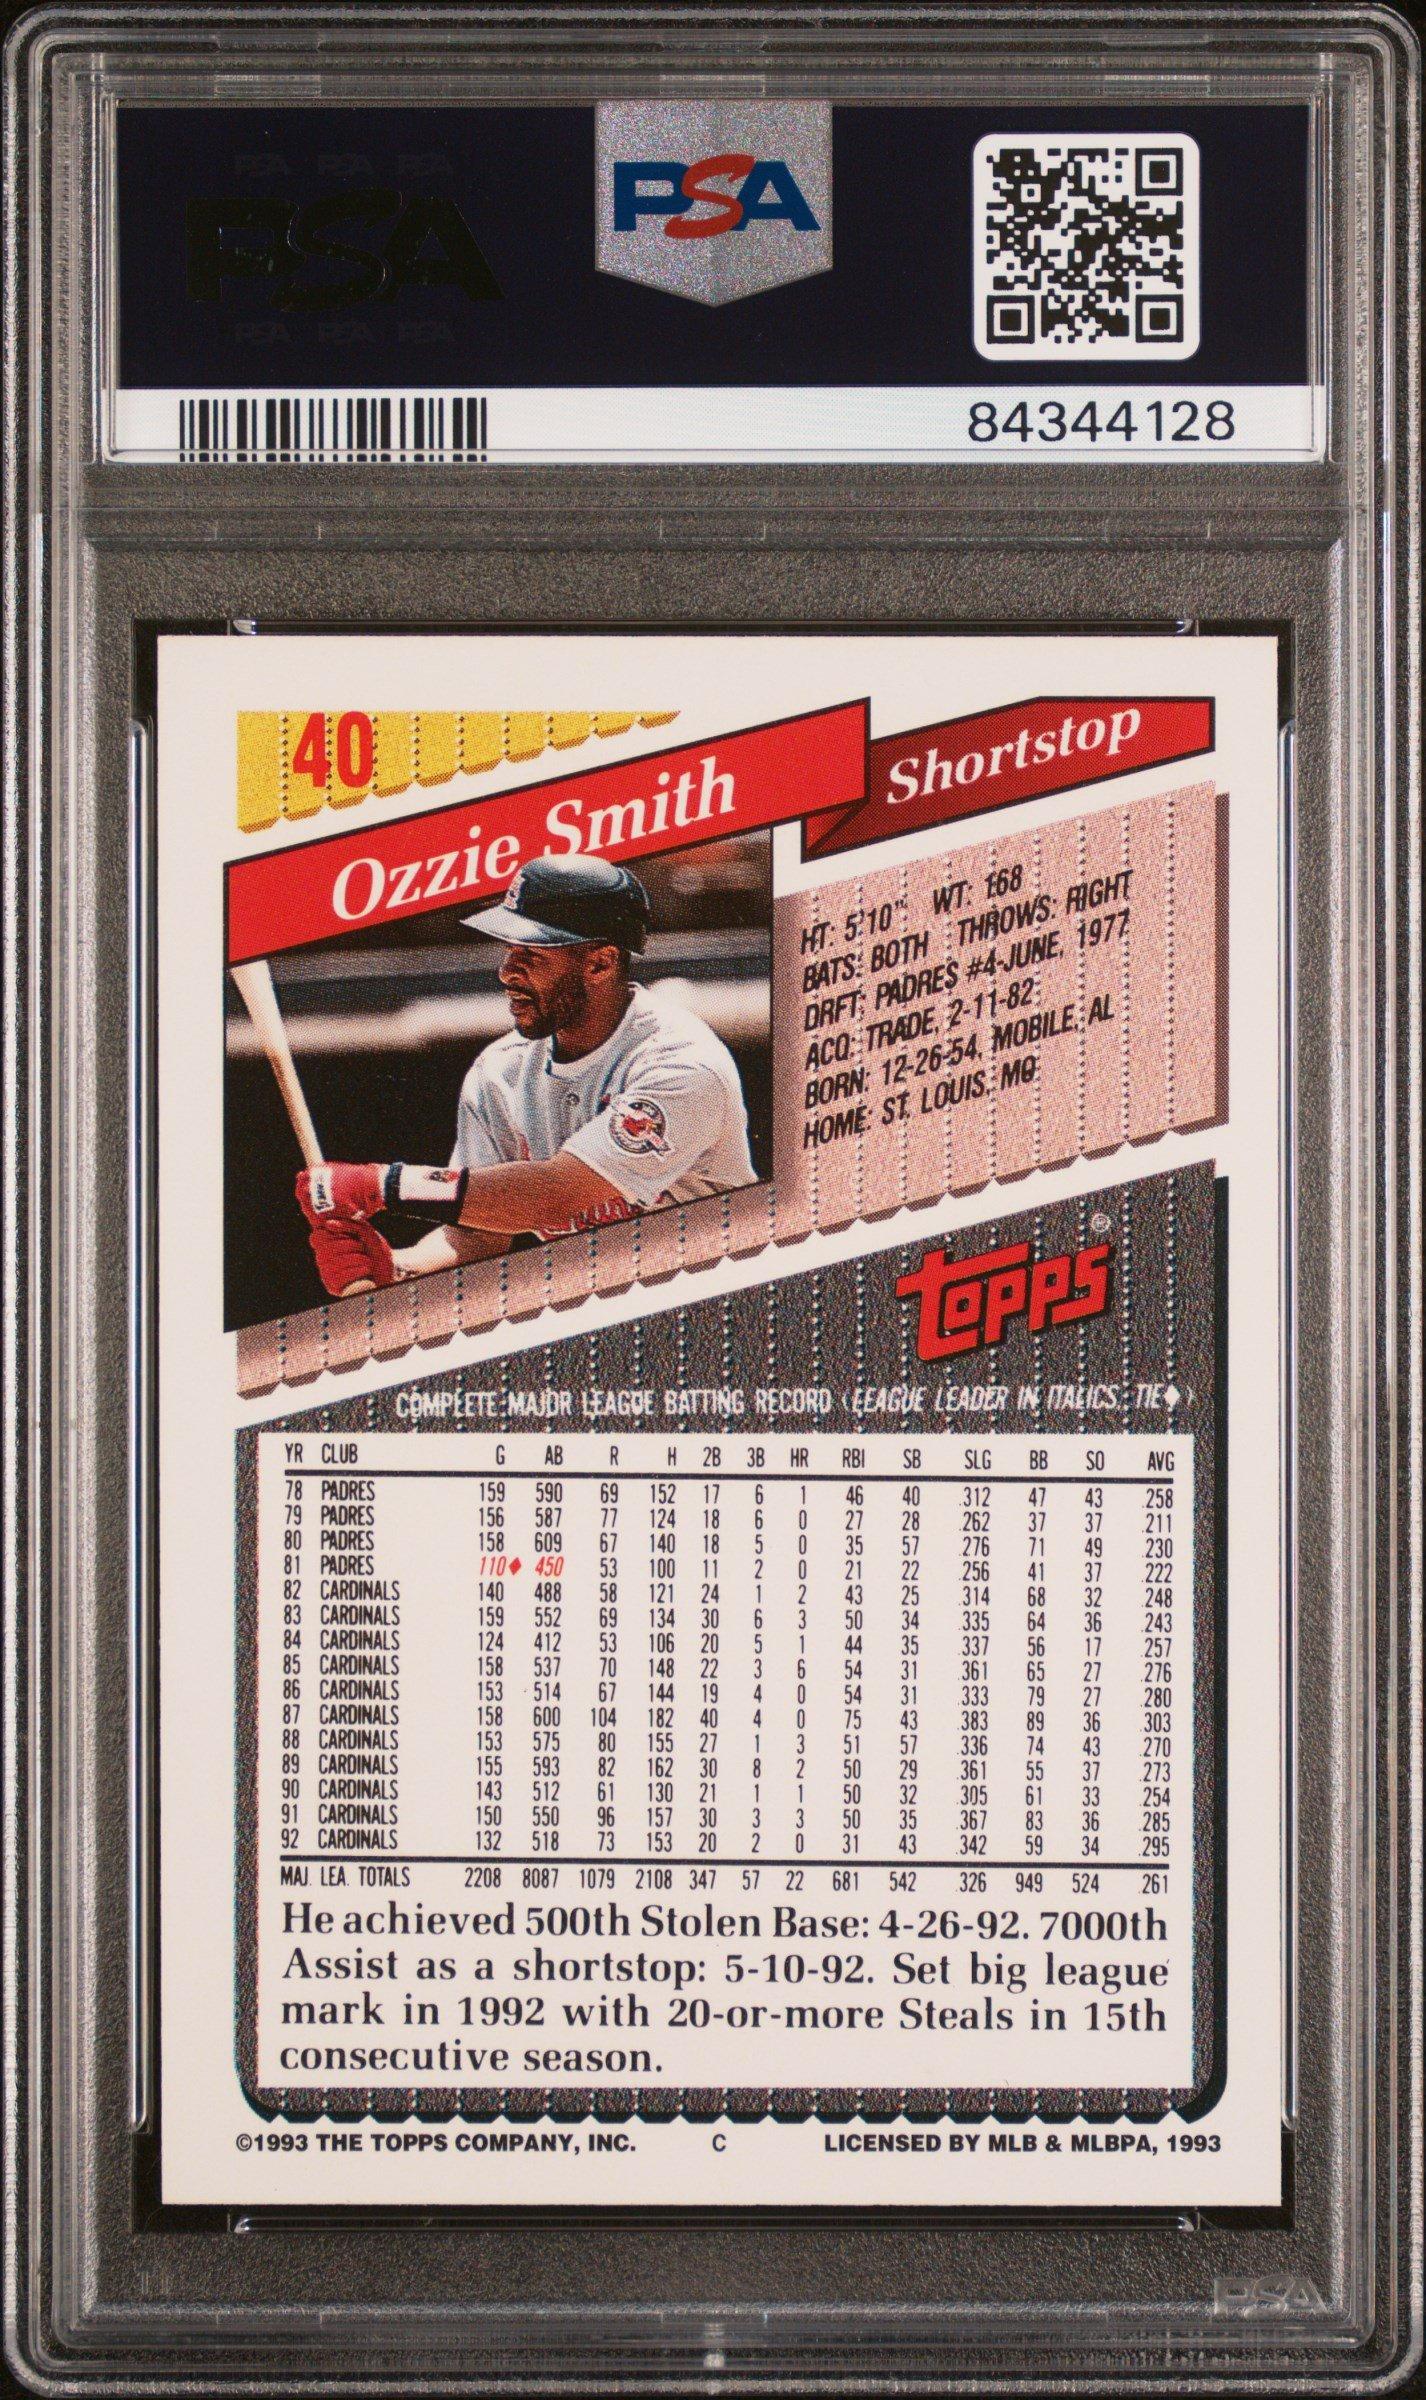 PSA PSA PSA
PSA
PSA PSA PSA
PSA
84344128
40
Ozzie Smith
Shortstop
HT: 5'10" WT: 168
BATS: BOTH THROWS: RIGHT
DRFT: PADRES #4-JUNE, 1977
ACQ: TRADE, 2-11-82
BORN: 12-26-54, MOBILE, AL
HOME: ST. LOUIS, MO
TOPPS ®
COMPLETE MAJOR LEAGUE BATTING RECORD (LEAGUE LEADER IN ITALICS, TIE♦)
YR CLUB G AB R H 2B 3B HR RBI SB SLG BB SO AVG
78 PADRES 159 590 69 152 17 6 1 46 40 .312 47 43 .258
79 PADRES 156 587 77 124 18 6 0 27 28 .262 37 37 .211
80 PADRES 158 609 67 140 18 5 0 35 57 .276 71 49 .230
81 PADRES 110♦ 450 53 100 11 2 0 21 22 .256 41 37 .222
82 CARDINALS 140 488 58 121 24 1 2 43 25 .314 68 32 .248
83 CARDINALS 159 552 69 134 30 6 3 50 34 .335 64 36 .243
84 CARDINALS 124 412 53 106 20 5 1 44 35 .337 56 17 .257
85 CARDINALS 158 537 70 148 22 3 6 54 31 .361 65 27 .276
86 CARDINALS 153 514 67 144 19 4 0 54 31 .333 79 27 .280
87 CARDINALS 158 600 104 182 40 4 0 75 43 .383 89 36 .303
88 CARDINALS 153 575 80 155 27 1 3 51 57 .336 74 43 .270
89 CARDINALS 155 593 82 162 30 8 2 50 29 .361 55 37 .273
90 CARDINALS 143 512 61 130 21 1 1 50 32 .305 61 33 .254
91 CARDINALS 150 550 96 157 30 3 3 50 35 .367 83 36 .285
92 CARDINALS 132 518 73 153 20 2 0 31 43 .342 59 34 .295
MAJ. LEA. TOTALS 2208 8087 1079 2108 347 57 22 681 542 .326 949 524 .261
He achieved 500th Stolen Base: 4-26-92. 7000th
Assist as a shortstop: 5-10-92. Set big league
mark in 1992 with 20-or-more Steals in 15th
consecutive season.
©1993 THE TOPPS COMPANY, INC. C LICENSED BY MLB & MLBPA, 1993
PSA